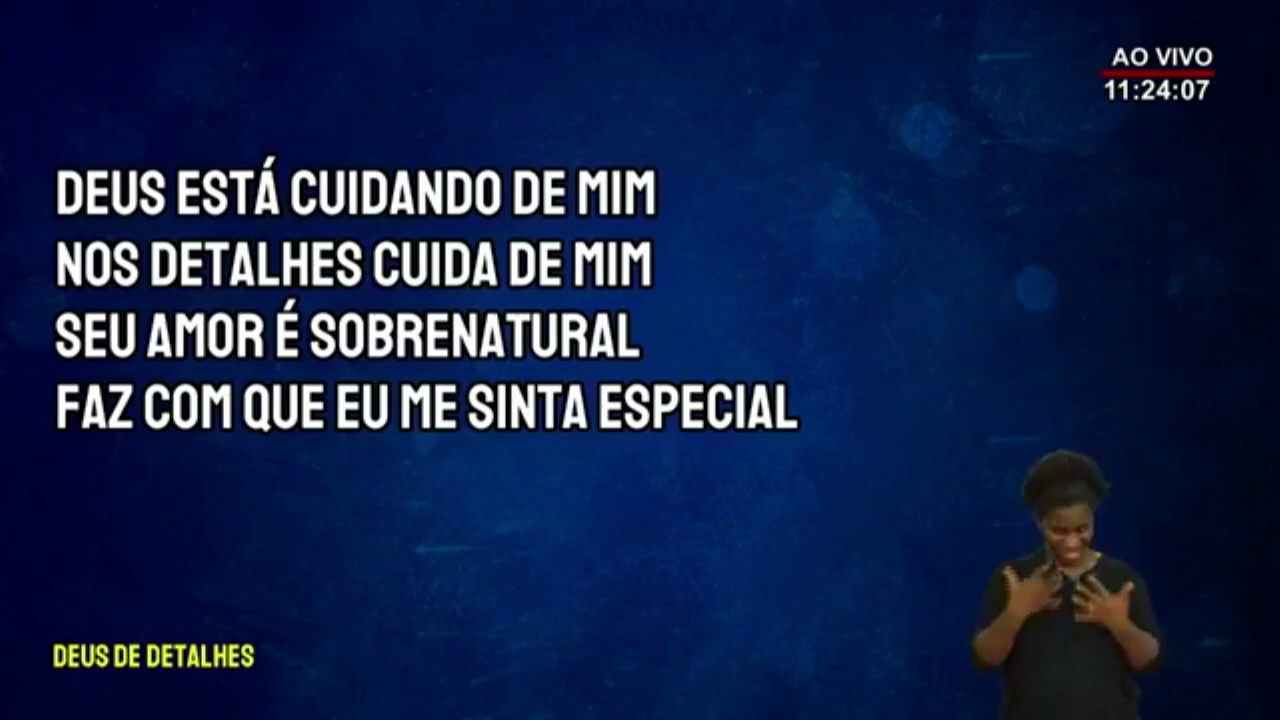 AO VIVO
11:24:07
DEUS ESTÁ CUIDANDO DE MIM
NOS DETALHES CUIDA DE MIM
SEU AMOR É SOBRENATURAL
FAZ COM QUE EU ME SINTA ESPECIAL
DEUS DE DETALHES